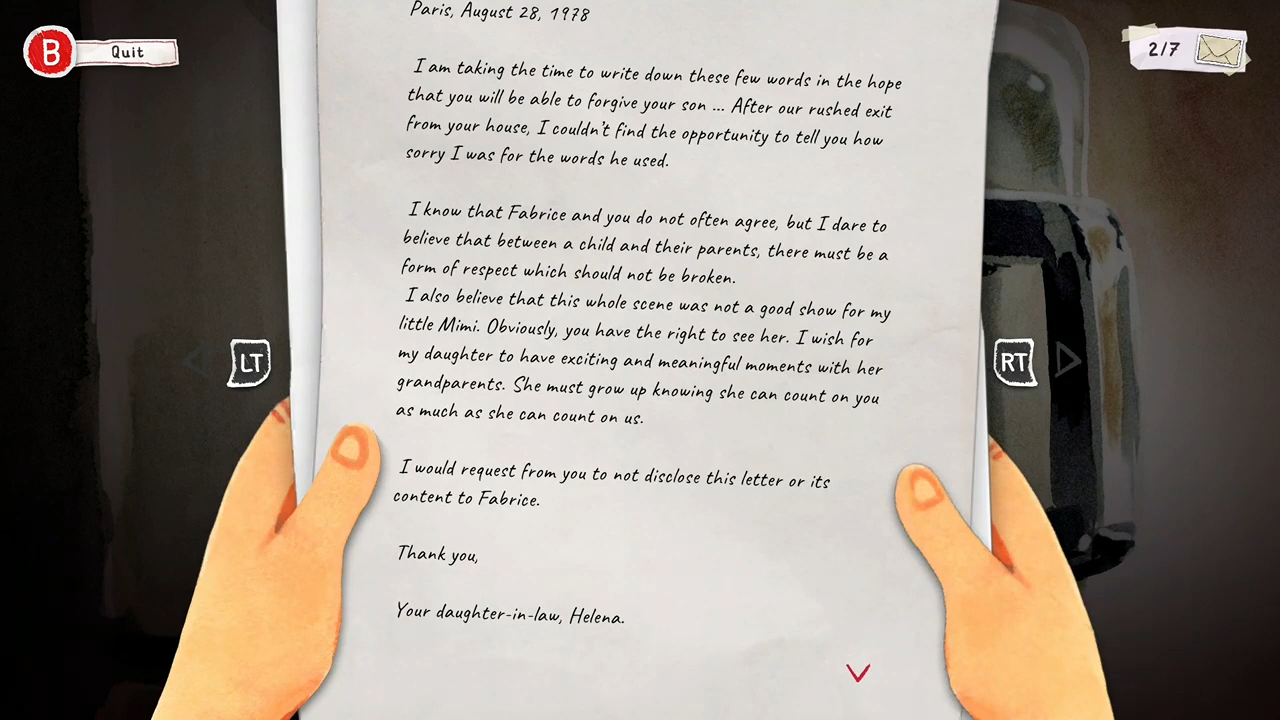 Paris, August 28, 1978
B
Quit
2/7
I am taking the time to write down these few words in the hope
that you will be able to forgive your son ... After our rushed exit
from your house, I couldn't find the opportunity to tell you how
sorry I was for the words he used.
I know that Fabrice and you do not often agree, but I dare to
believe that between a child and their parents, there must be a
form of respect which should not be broken.
I also believe that this whole scene was not a good show for my
little Mimi. Obviously, you have the right to see her. I wish for
my daughter to have exciting and meaningful moments with her
grandparents. She must grow up knowing she can count on you
as much as she can count on us.
LT
RT
I would request from you to not disclose this letter or its
content to Fabrice.
Thank you,
Your daughter-in-law, Helena.